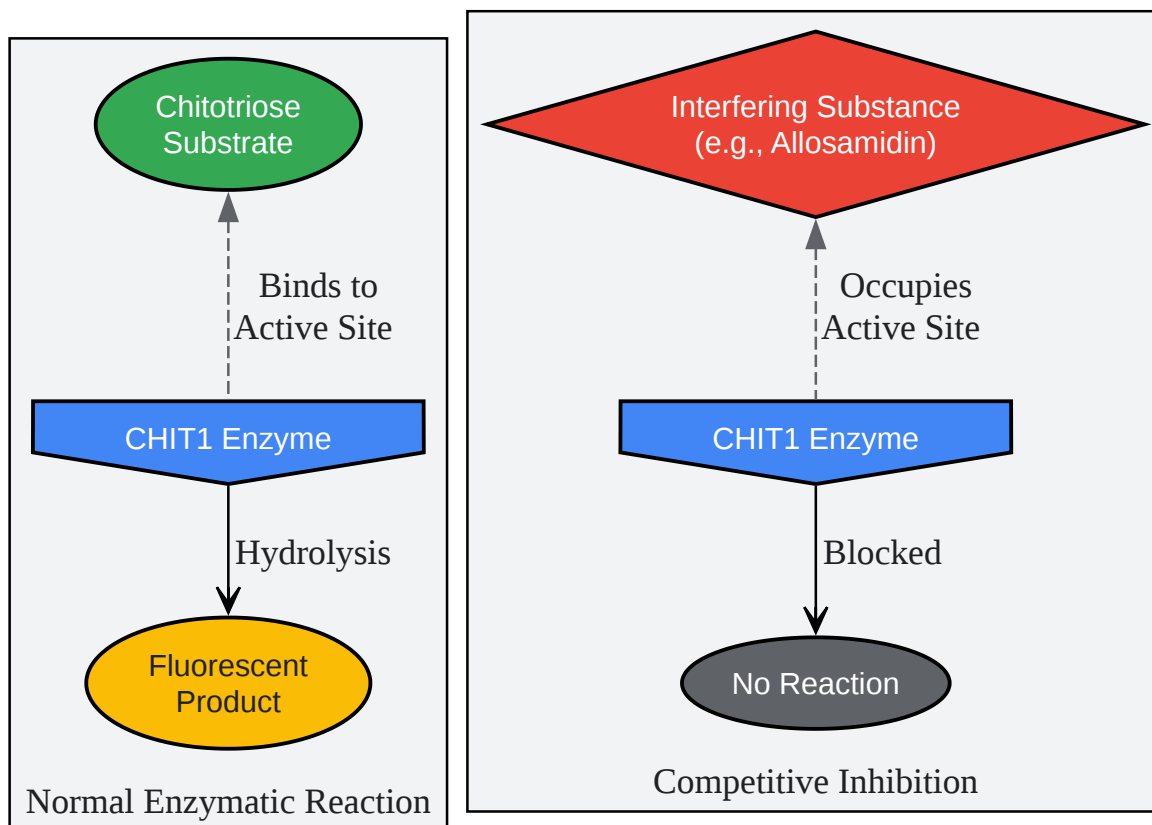 Chitotriose
Substrate
Binds to
Active Site
CHIT1 Enzyme
Hydrolysis
Fluorescent
Product
Normal Enzymatic Reaction
Interfering Substance
(e.g., Allosamidin)
Occupies
Active Site
CHIT1 Enzyme
Blocked
No Reaction
Competitive Inhibition